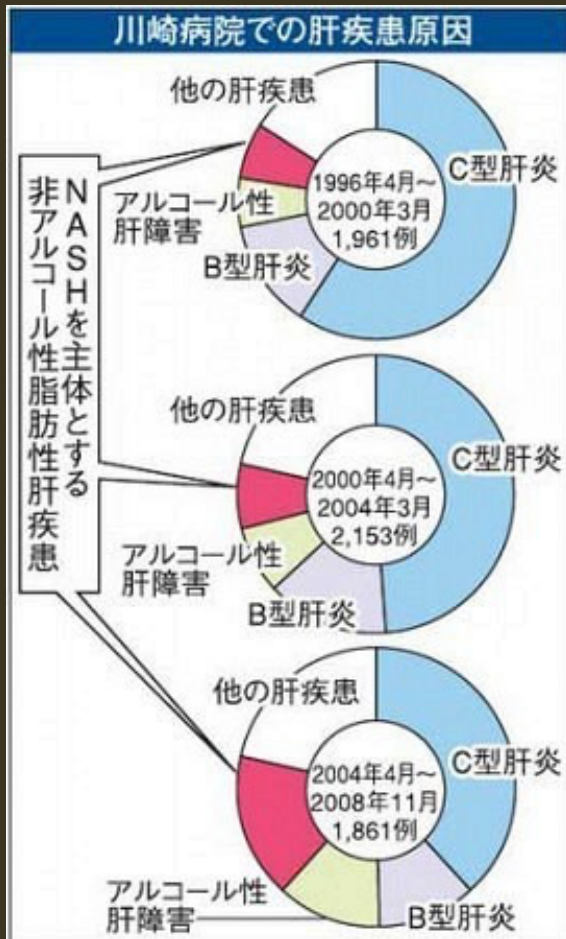 川崎病院での肝疾患原因
NASHを主体とする
非アルコール性脂肪性肝疾患
他の肝疾患
C型肝炎
1996年4月〜
2000年3月
1,961例
アルコール性
肝障害
B型肝炎
他の肝疾患
C型肝炎
2000年4月〜
2004年3月
2,153例
アルコール性
肝障害
B型肝炎
他の肝疾患
C型肝炎
2004年4月〜
2008年11月
1,861例
アルコール性
肝障害
B型肝炎